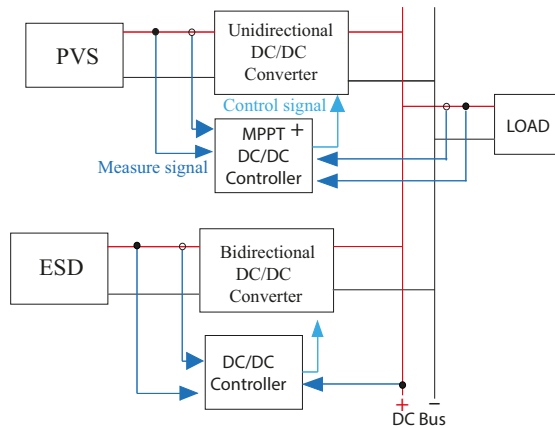 PVS
Unidirectional
DC/DC
Converter
Control signal
MPPT +
DC/DC
Controller
Measure signal
LOAD
ESD
Bidirectional
DC/DC
Converter
DC/DC
Controller
+ −
DC Bus